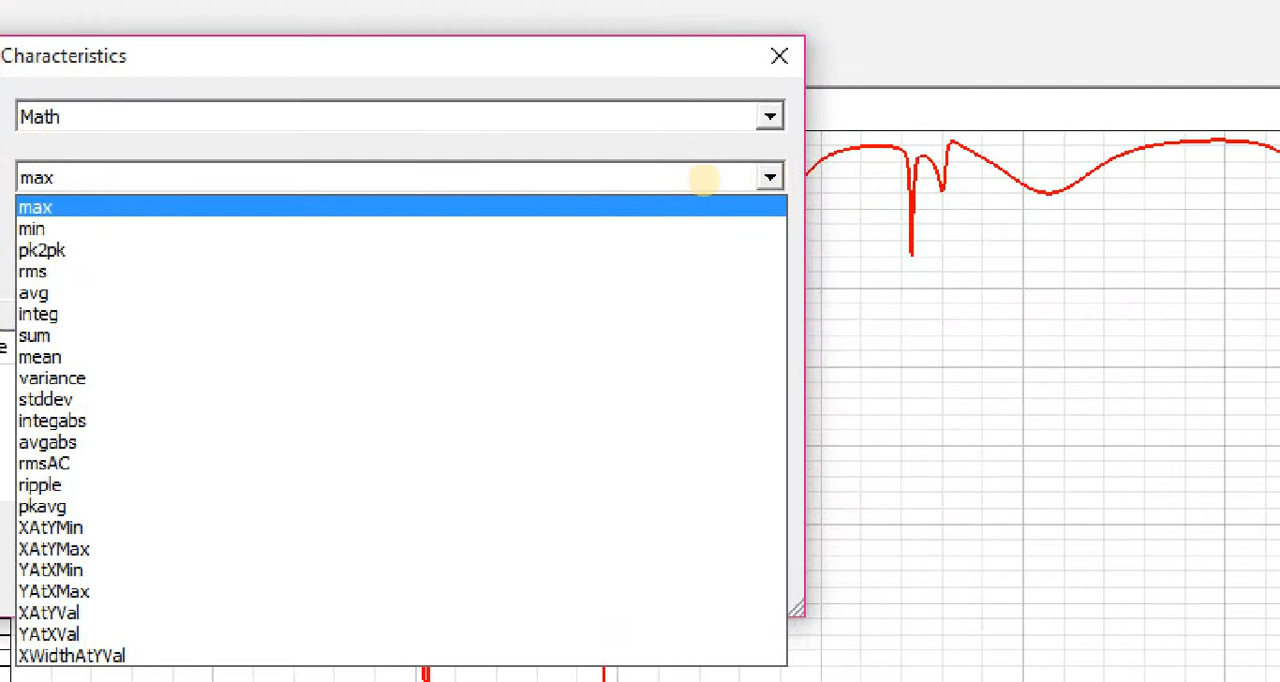 Characteristics
Math
max
max
min
pk2pk
rms
avg
integ
sum
e
mean
variance
stddev
integabs
avgabs
rmsAC
ripple
pkavg
XAtYMin
XAtYMax
YAtXMin
YAtXMax
XAtYVal
YAtXVal
XWidthAtYVal